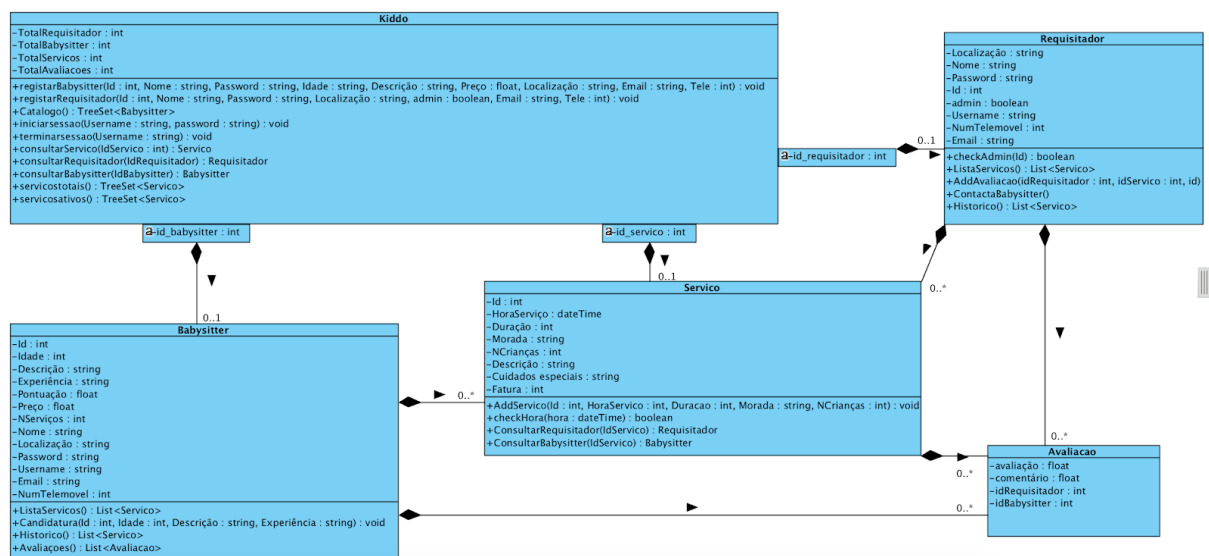 Kiddo
-TotalRequisitador : int
-TotalBabysitter : int
-TotalServicos : int
-TotalAvaliacoes : int
+registarBabysitter(Id : int, Nome : string, Password : string, Idade : string, Descrição : string, Preço : float, Localização : string, Email : string, Tele : int) : void
+registarRequisitador(Id : int, Nome : string, Password : string, Localização : string, admin : boolean, Email : string, Tele : int) : void
+Catalogo() : TreeSet<Babysitter>
+iniciarsessao(Username : string, password : string) : void
+terminarsessao(Username : string) : void
+consultarServico(IdServico : int) : Servico
+consultarRequisitador(IdRequisitador) : Requisitador
+consultarBabysitter(IdBabysitter) : Babysitter
+servicostotais() : TreeSet<Servico>
+servicosativos() : TreeSet<Servico>
a-id_requisitador : int
0..1
Requisitador
-Localização : string
-Nome : string
-Password : string
-Id : int
-admin : boolean
-Username : string
-NumTelemovel : int
-Email : string
+checkAdmin(Id) : boolean
+ListaServicos() : List<Servico>
+AddAvaliacao(idRequisitador : int, idServico : int, id)
+ContactaBabysitter()
+Historico() : List<Servico>
a-id_babysitter : int
a-id_servico : int
0..1
0..*
0..1
Servico
-Id : int
-HoraServiço : dateTime
-Duração : int
-Morada : string
-NCrianças : int
-Descrição : string
-Cuidados especiais : string
-Fatura : int
+AddServico(Id : int, HoraServico : int, Duracao : int, Morada : string, NCrianças : int) : void
+checkHora(hora : dateTime) : boolean
+ConsultarRequisitador(IdServico) : Requisitador
+ConsultarBabysitter(IdServico) : Babysitter
Babysitter
-Id : int
-Idade : int
-Descrição : string
-Experiência : string
-Pontuação : float
-Preço : float
-NServiços : int
-Nome : string
-Localização : string
-Password : string
-Username : string
-Email : string
-NumTelemovel : int
+ListaServicos() : List<Servico>
+Candidatura(Id : int, Idade : int, Descrição : string, Experiência : string) : void
+Historico() : List<Servico>
+Avaliaçoes() : List<Avaliacao>
0..*
0..*
0..*
0..*
Avaliacao
-avaliação : float
-comentário : float
-idRequisitador : int
-idBabysitter : int